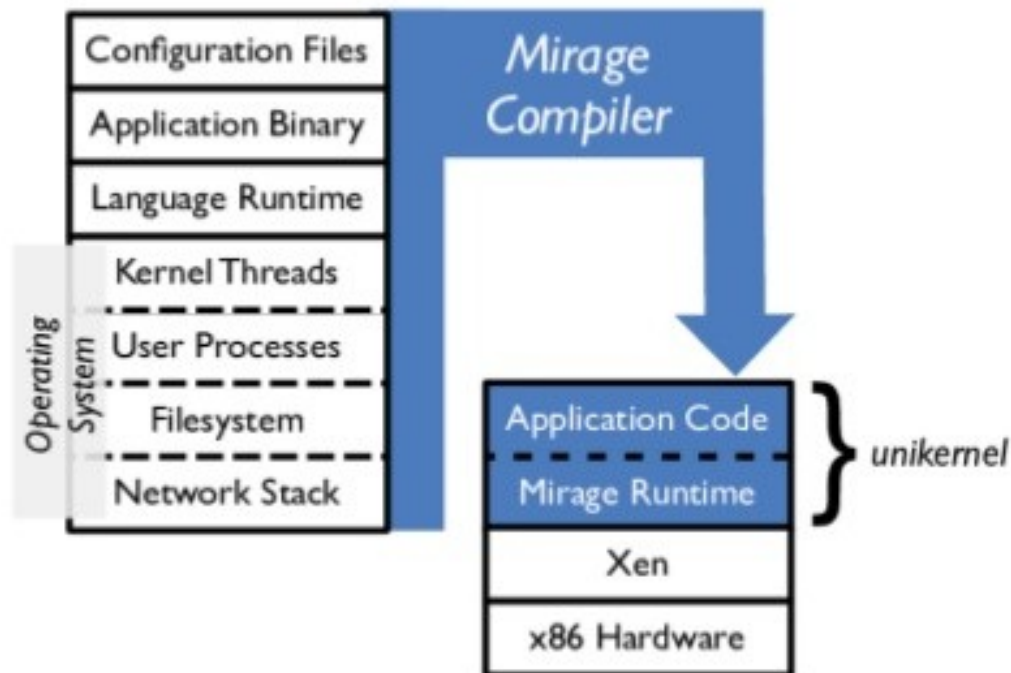 Configuration Files
Application Binary
Language Runtime
Kernel Threads
User Processes
Filesystem
Network Stack
Operating
System
Mirage
Compiler
Application Code
Mirage Runtime
Xen
x86 Hardware
unikernel